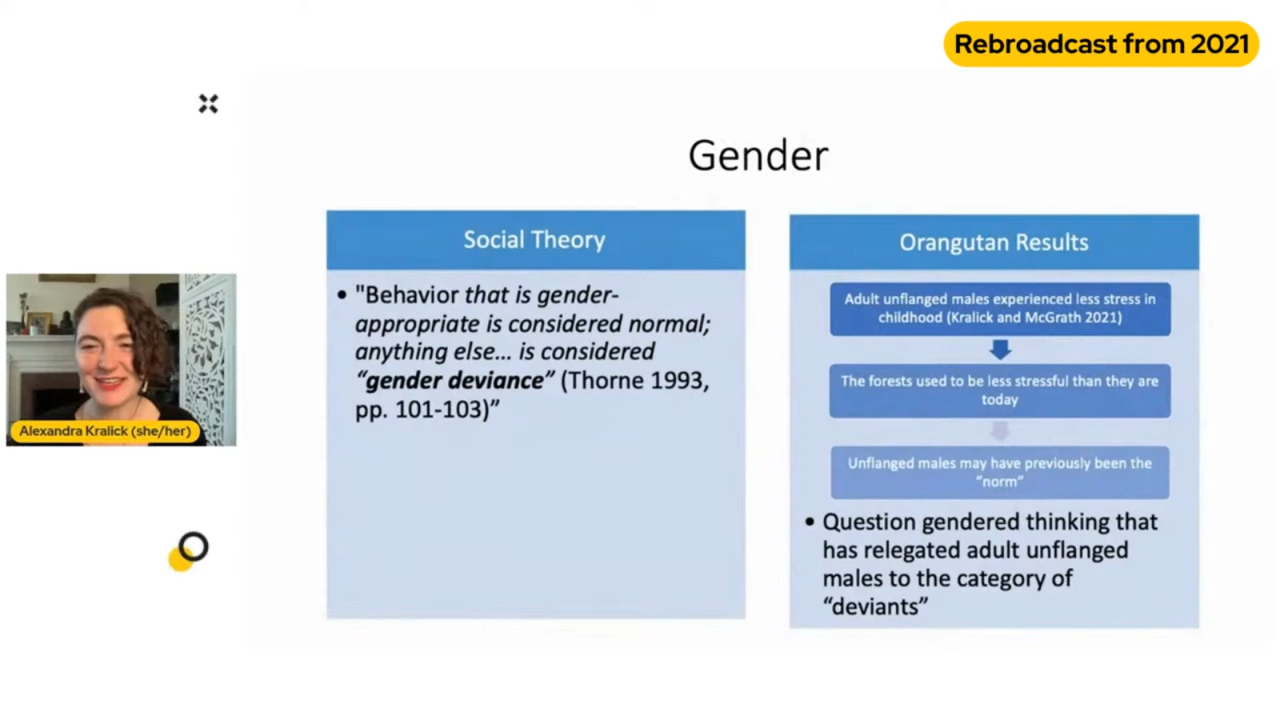 Rebroadcast from 2021
Gender
Social Theory
• "Behavior that is gender-
appropriate is considered normal;
anything else... is considered
“gender deviance” (Thorne 1993,
pp. 101-103)”
Orangutan Results
Adult unflanged males experienced less stress in
childhood (Kralick and McGrath 2021)
The forests used to be less stressful than they are
today
Unflanged males may have previously been the
“norm”
• Question gendered thinking that
has relegated adult unflanged
males to the category of
“deviants”
Alexandra Kralick (she/her)